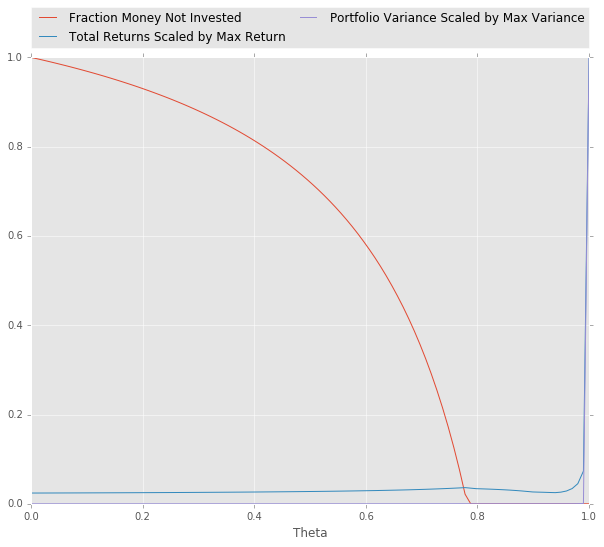 Fraction Money Not Invested
Total Returns Scaled by Max Return
Portfolio Variance Scaled by Max Variance
1.0
0.8
0.6
0.4
0.2
0.0
0.0 0.2 0.4 0.6 0.8 1.0
Theta